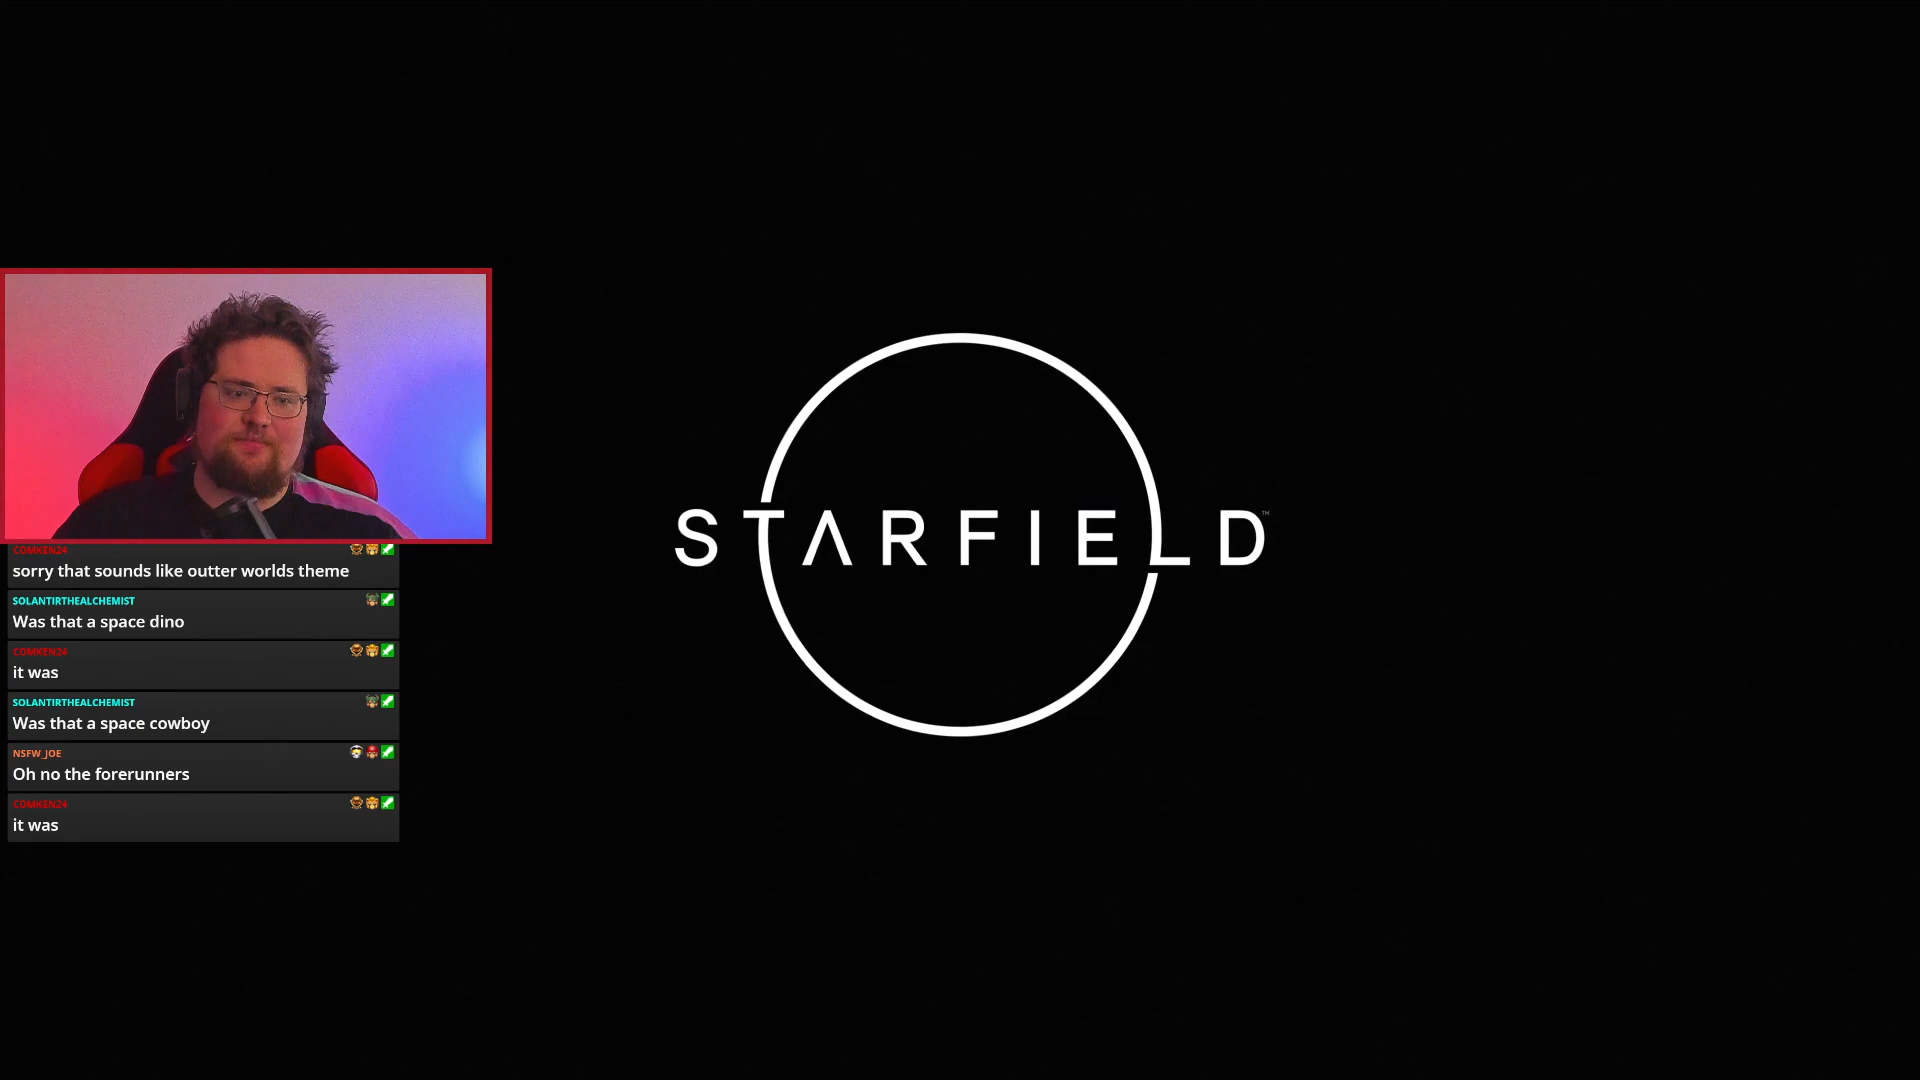 STARFIELD™
COMKEN24
sorry that sounds like outter worlds theme
SOLANTIRTHEALCHEMIST
Was that a space dino
COMKEN24
it was
SOLANTIRTHEALCHEMIST
Was that a space cowboy
NSFW_JOE
Oh no the forerunners
COMKEN24
it was